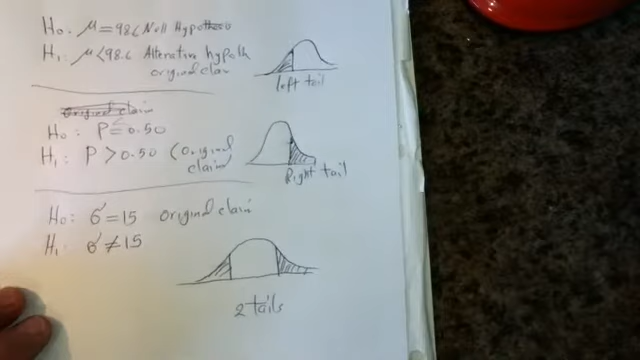 H₀: μ = 98.6 Null Hypothesis
H₁: μ < 98.6 Alternative hypoth
original claim
left tail
original claim
H₀: P = 0.50
H₁: P > 0.50 (original
claim)
Right tail
H₀: σ = 15 original claim
H₁: σ ≠ 15
2 tails